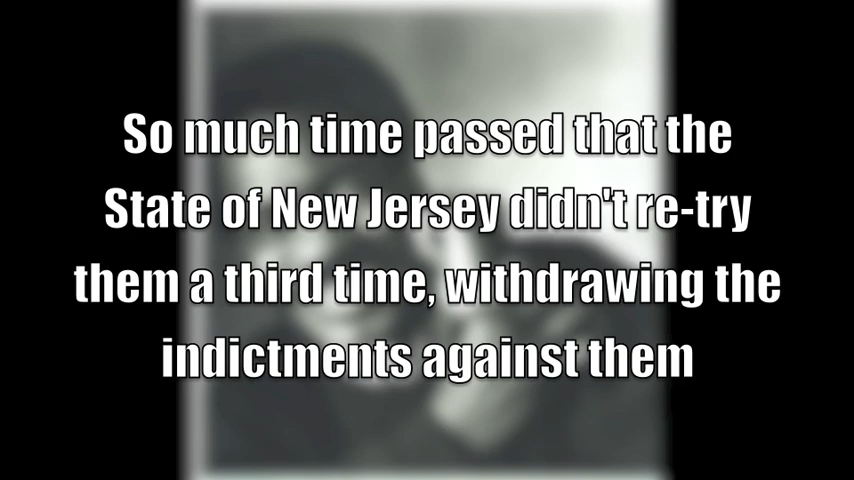 So much time passed that the
State of New Jersey didn't re-try
them a third time, withdrawing the
indictments against them